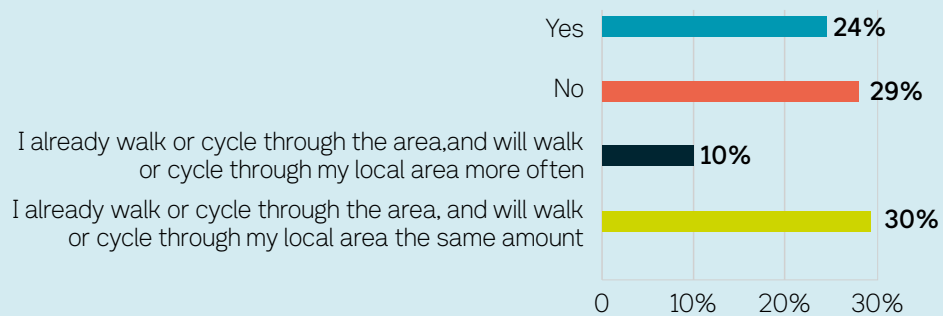 Yes 24%
No 29%
I already walk or cycle through the area,and will walk
or cycle through my local area more often
10%
I already walk or cycle through the area, and will walk
or cycle through my local area the same amount
30%
0 10% 20% 30%